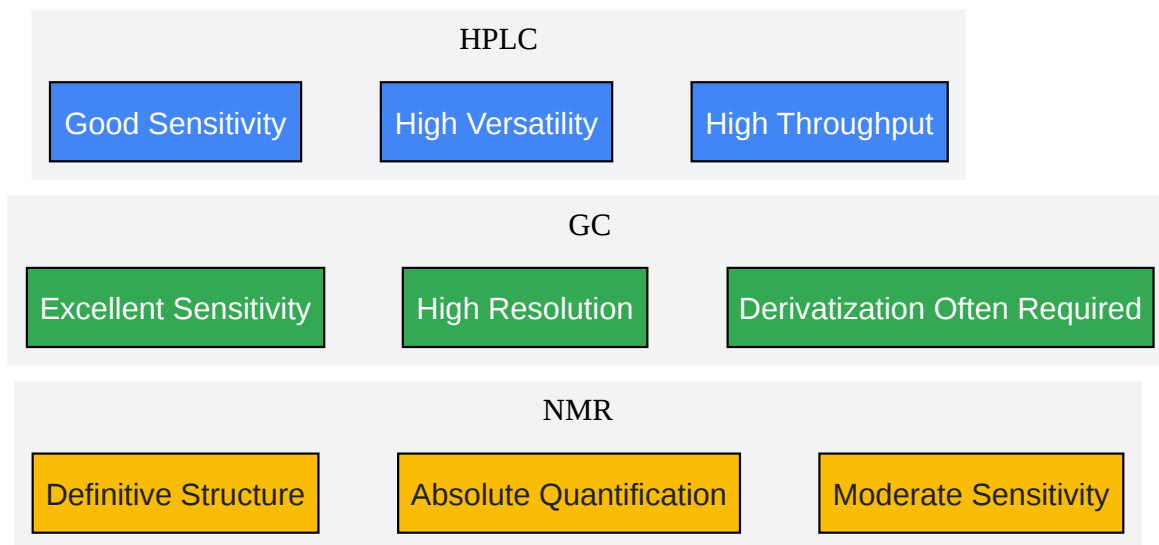 HPLC
Good Sensitivity
High Versatility
High Throughput
GC
Excellent Sensitivity
High Resolution
Derivatization Often Required
NMR
Definitive Structure
Absolute Quantification
Moderate Sensitivity